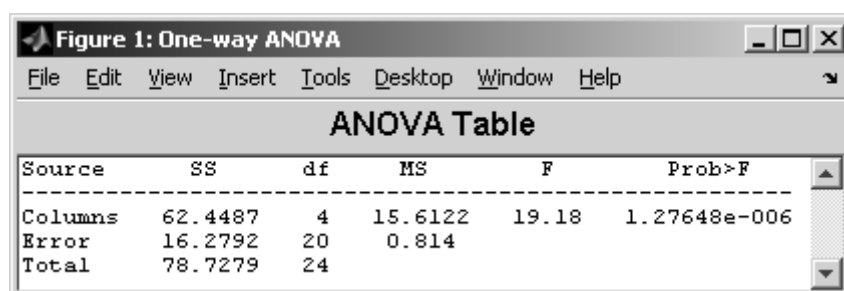 Figure 1: One-way ANOVA
File Edit View Insert Tools Desktop Window Help
ANOVA Table
Source SS df MS F Prob>F
--------------------------------------------------------------
Columns 62.4487 4 15.6122 19.18 1.27648e-006
Error 16.2792 20 0.814
Total 78.7279 24